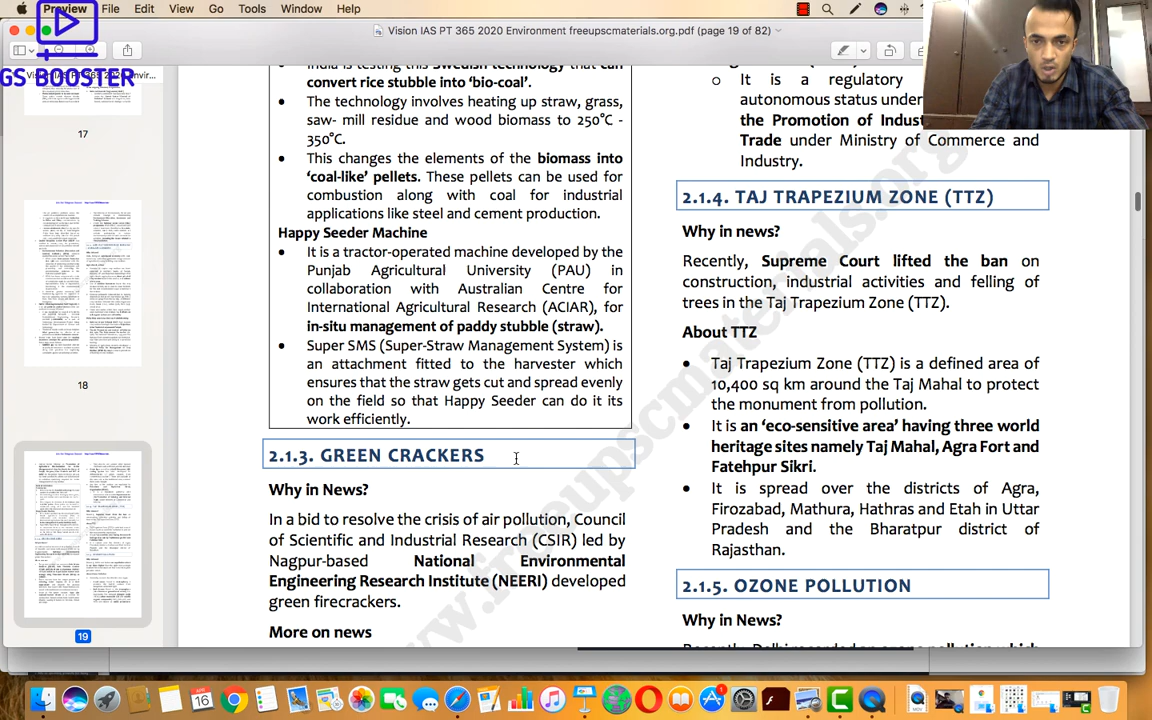 Preview File Edit View Go Tools Window Help
Vision IAS PT 365 2020 Environment freeupscmaterials.org.pdf (page 19 of 82)
GS BOOSTER
17
18
19
India is testing this Swedish technology that can
convert rice stubble into 'bio-coal'.
• The technology involves heating up straw, grass,
saw- mill residue and wood biomass to 250°C -
350°C.
• This changes the elements of the biomass into
'coal-like' pellets. These pellets can be used for
combustion along with coal for industrial
applications like steel and cement production.
Happy Seeder Machine
• It is a tractor-operated machine developed by the
Punjab Agricultural University (PAU) in
collaboration with Australian Centre for
International Agricultural Research (ACIAR), for
in-situ management of paddy stubble (straw).
• Super SMS (Super-Straw Management System) is
an attachment fitted to the harvester which
ensures that the straw gets cut and spread evenly
on the field so that Happy Seeder can do it its
work efficiently.
2.1.3. GREEN CRACKERS
Why in News?
In a bid to resolve the crisis of air pollution, Council
of Scientific and Industrial Research (CSIR) led by
Nagpur-based National Environmental
Engineering Research Institute (NEERI) developed
green firecrackers.
More on news
o It is a regulatory
autonomous status under
the Promotion of Indust
Trade under Ministry of Commerce and
Industry.
2.1.4. TAJ TRAPEZIUM ZONE (TTZ)
Why in news?
Recently, Supreme Court lifted the ban on
construction, industrial activities and felling of
trees in the Taj Trapezium Zone (TTZ).
About TTZ
• Taj Trapezium Zone (TTZ) is a defined area of
10,400 sq km around the Taj Mahal to protect
the monument from pollution.
• It is an 'eco-sensitive area' having three world
heritage sites namely Taj Mahal, Agra Fort and
Fatehpur Sikri.
• It is spread over the districts of Agra,
Firozabad, Mathura, Hathras and Etah in Uttar
Pradesh and the Bharatpur district of
Rajasthan.
2.1.5. OZONE POLLUTION
Why in News?
Recently Delhi recorded an ozone pollution which